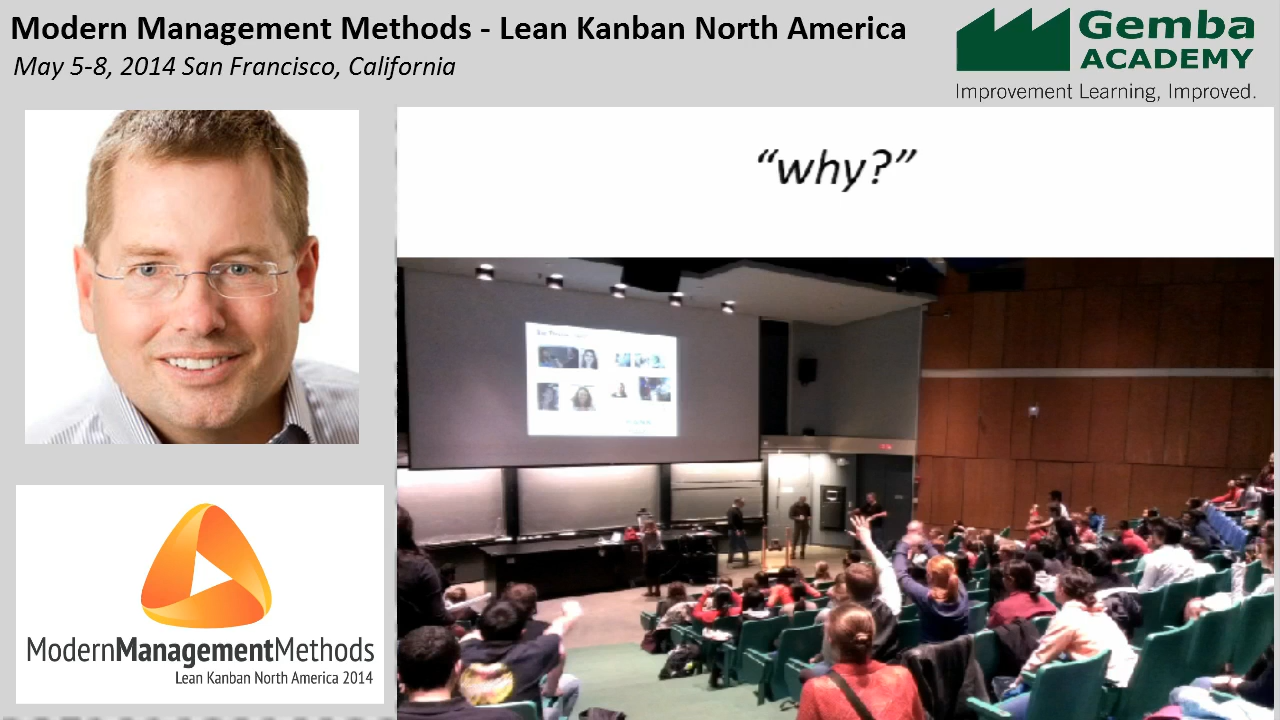 Modern Management Methods - Lean Kanban North America
May 5-8, 2014 San Francisco, California
Gemba
ACADEMY
Improvement Learning, Improved.
“why?”
ModernManagementMethods
Lean Kanban North America 2014